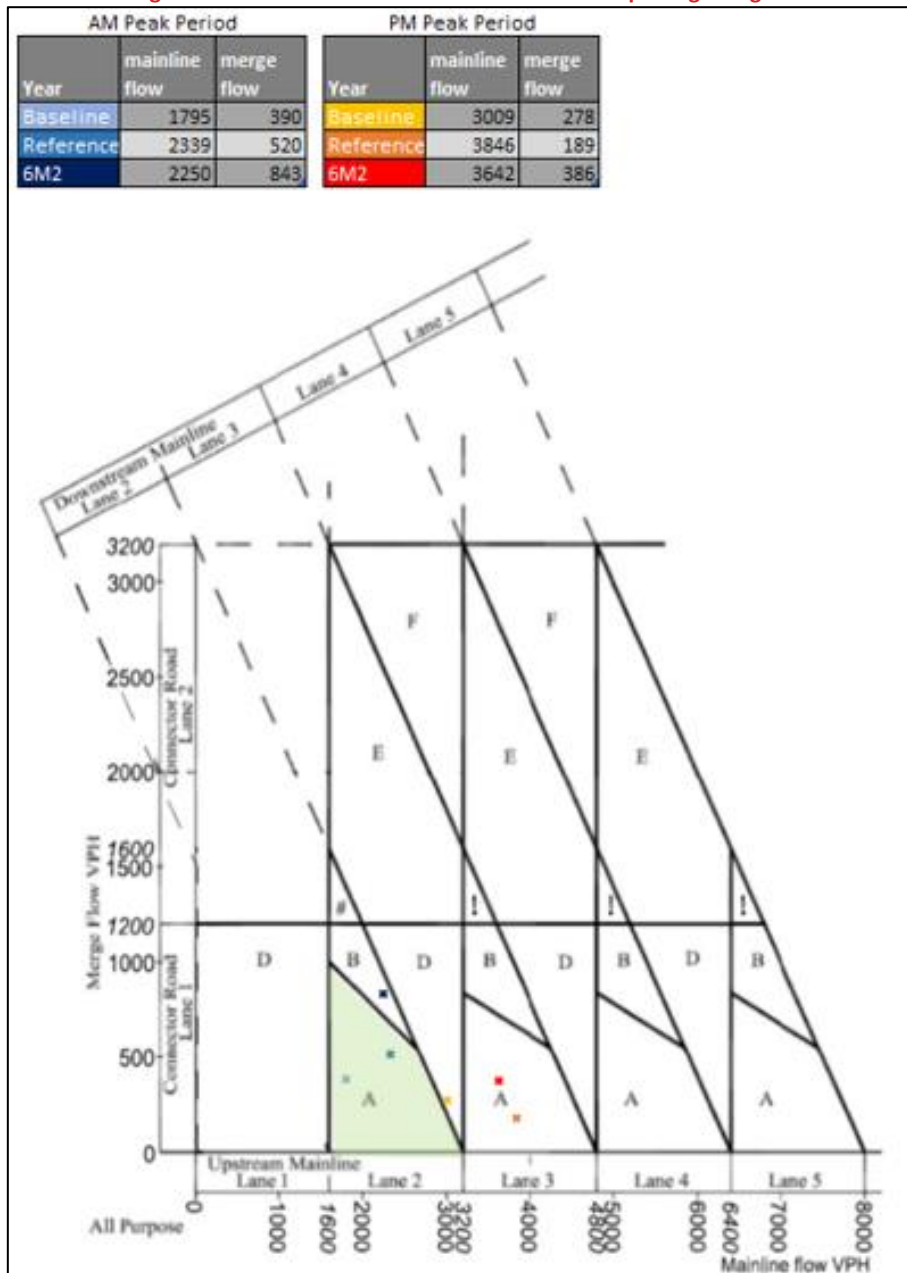 AM Peak Period
Year mainline flow merge flow
Baseline 1795 390
Reference 2339 520
6M2 2250 843
PM Peak Period
Year mainline flow merge flow
Baseline 3009 278
Reference 3846 189
6M2 3642 386
Downstream Mainline
Lane 2
Lane 3
Lane 4
Lane 5
Merge Flow VPH
Connector Road
Lane 2
Connector Road
Lane 1
3200
3000
2500
2000
1600
1500
1200
1000
500
0
F
F
E
E
E
#
!
!
!
D
B
D
B
D
B
D
B
A
A
A
A
Upstream Mainline
Lane 1
Lane 2
Lane 3
Lane 4
Lane 5
All Purpose
0
1000
1600
2000
3000
3200
4000
4800
5000
6000
6400
7000
8000
Mainline flow VPH